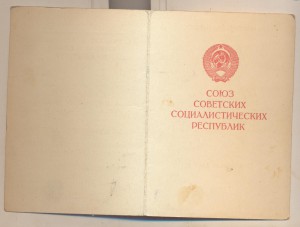 СОЮЗ
СОВЕТСКИХ
СОЦИАЛИСТИЧЕСКИХ
РЕСПУБЛИК